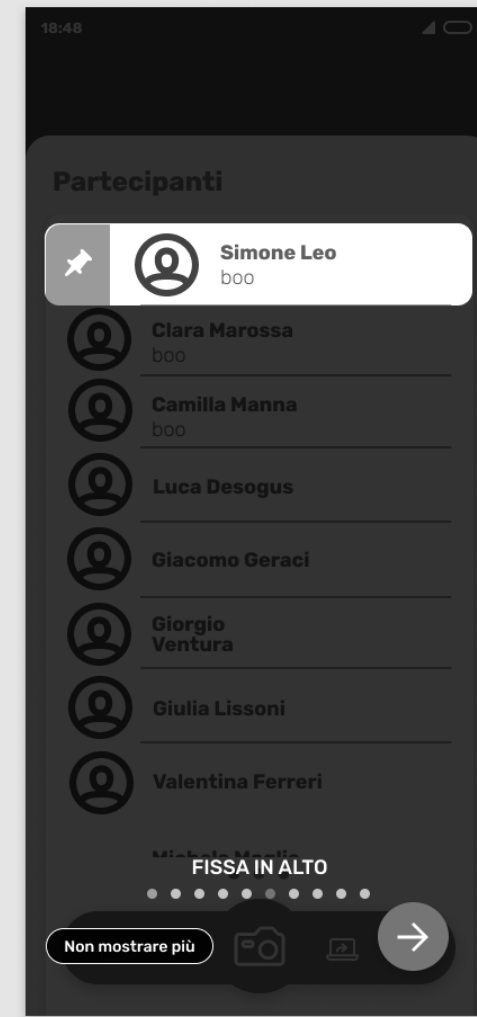 18:48
Partecipanti
Simone Leo
boo
Clara Marossa
boo
Camilla Manna
boo
Luca Desogus
Giacomo Geraci
Giorgio
Ventura
Giulia Lissoni
Valentina Ferreri
FISSA IN ALTO
Non mostrare più